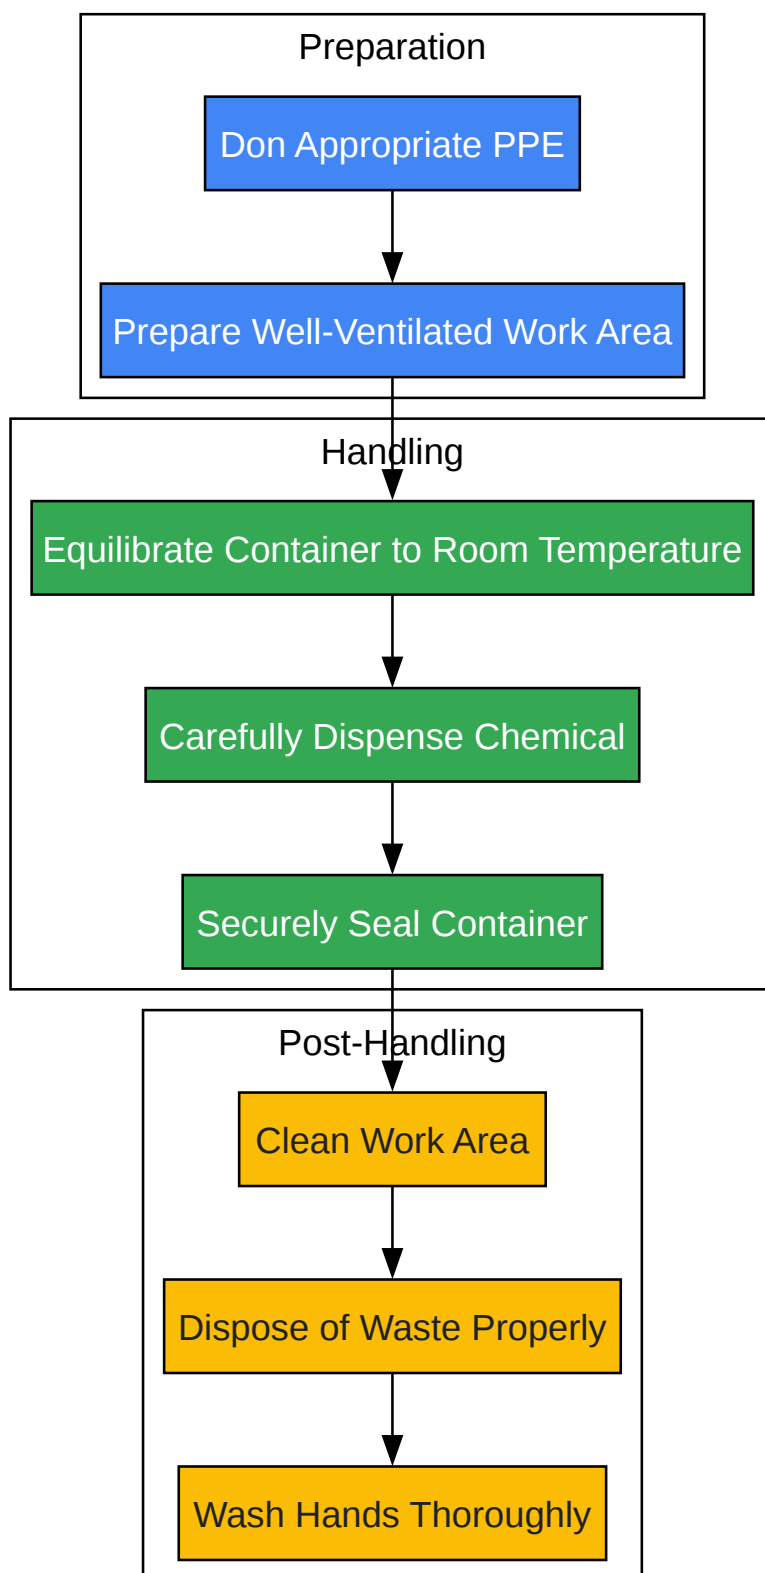 Preparation
Don Appropriate PPE
Prepare Well-Ventilated Work Area
Handling
Equilibrate Container to Room Temperature
Carefully Dispense Chemical
Securely Seal Container
Post-Handling
Clean Work Area
Dispose of Waste Properly
Wash Hands Thoroughly